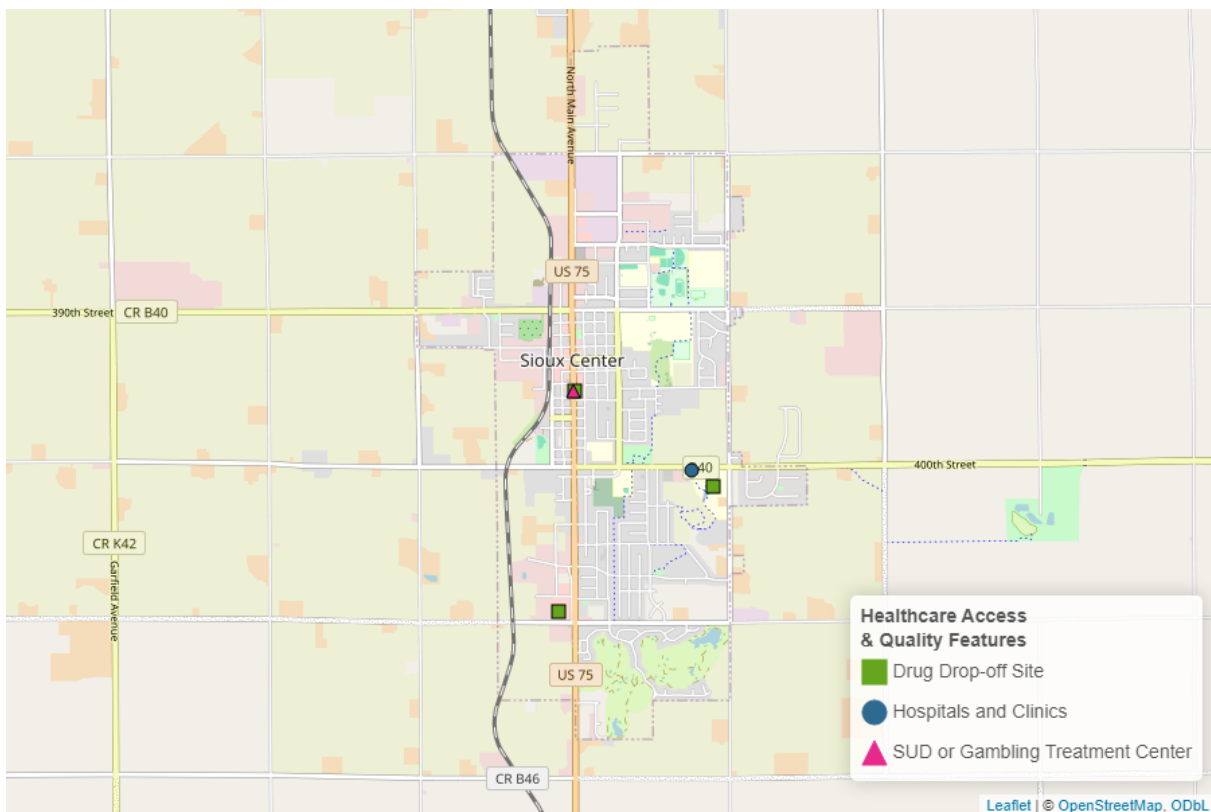 North Main Avenue
US 75
390th Street
CR B40
Sioux Center
40
400th Street
CR K42
Garfield Avenue
US 75
CR B46
Healthcare Access
& Quality Features
Drug Drop-off Site
Hospitals and Clinics
SUD or Gambling Treatment Center
Leaflet | © OpenStreetMap, ODbL